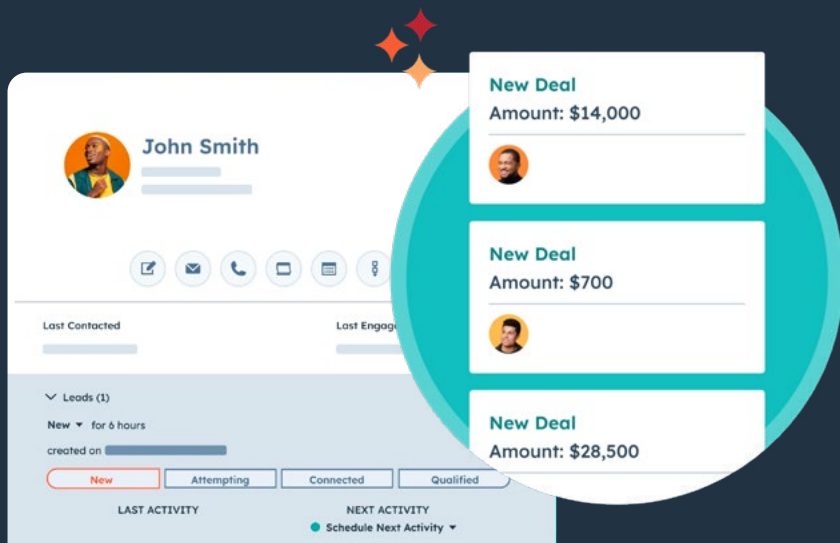 John Smith
Last Contacted
Last Engag
Leads (1)
New for 6 hours
created on
New
Attempting
Connected
Qualified
LAST ACTIVITY
NEXT ACTIVITY
Schedule Next Activity
New Deal
Amount: $14,000
New Deal
Amount: $700
New Deal
Amount: $28,500